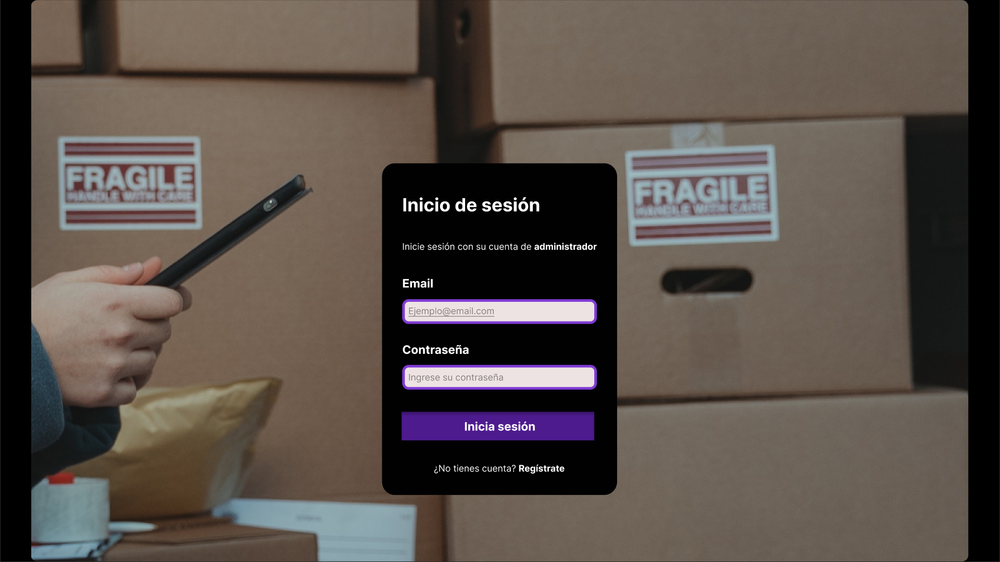 FRAGILE
HANDLE WITH CARE
FRAGILE
HANDLE WITH CARE
Inicio de sesión
Inicie sesión con su cuenta de administrador
Email
Ejemplo@email.com
Contraseña
Ingrese su contraseña
Inicia sesión
¿No tienes cuenta? Regístrate